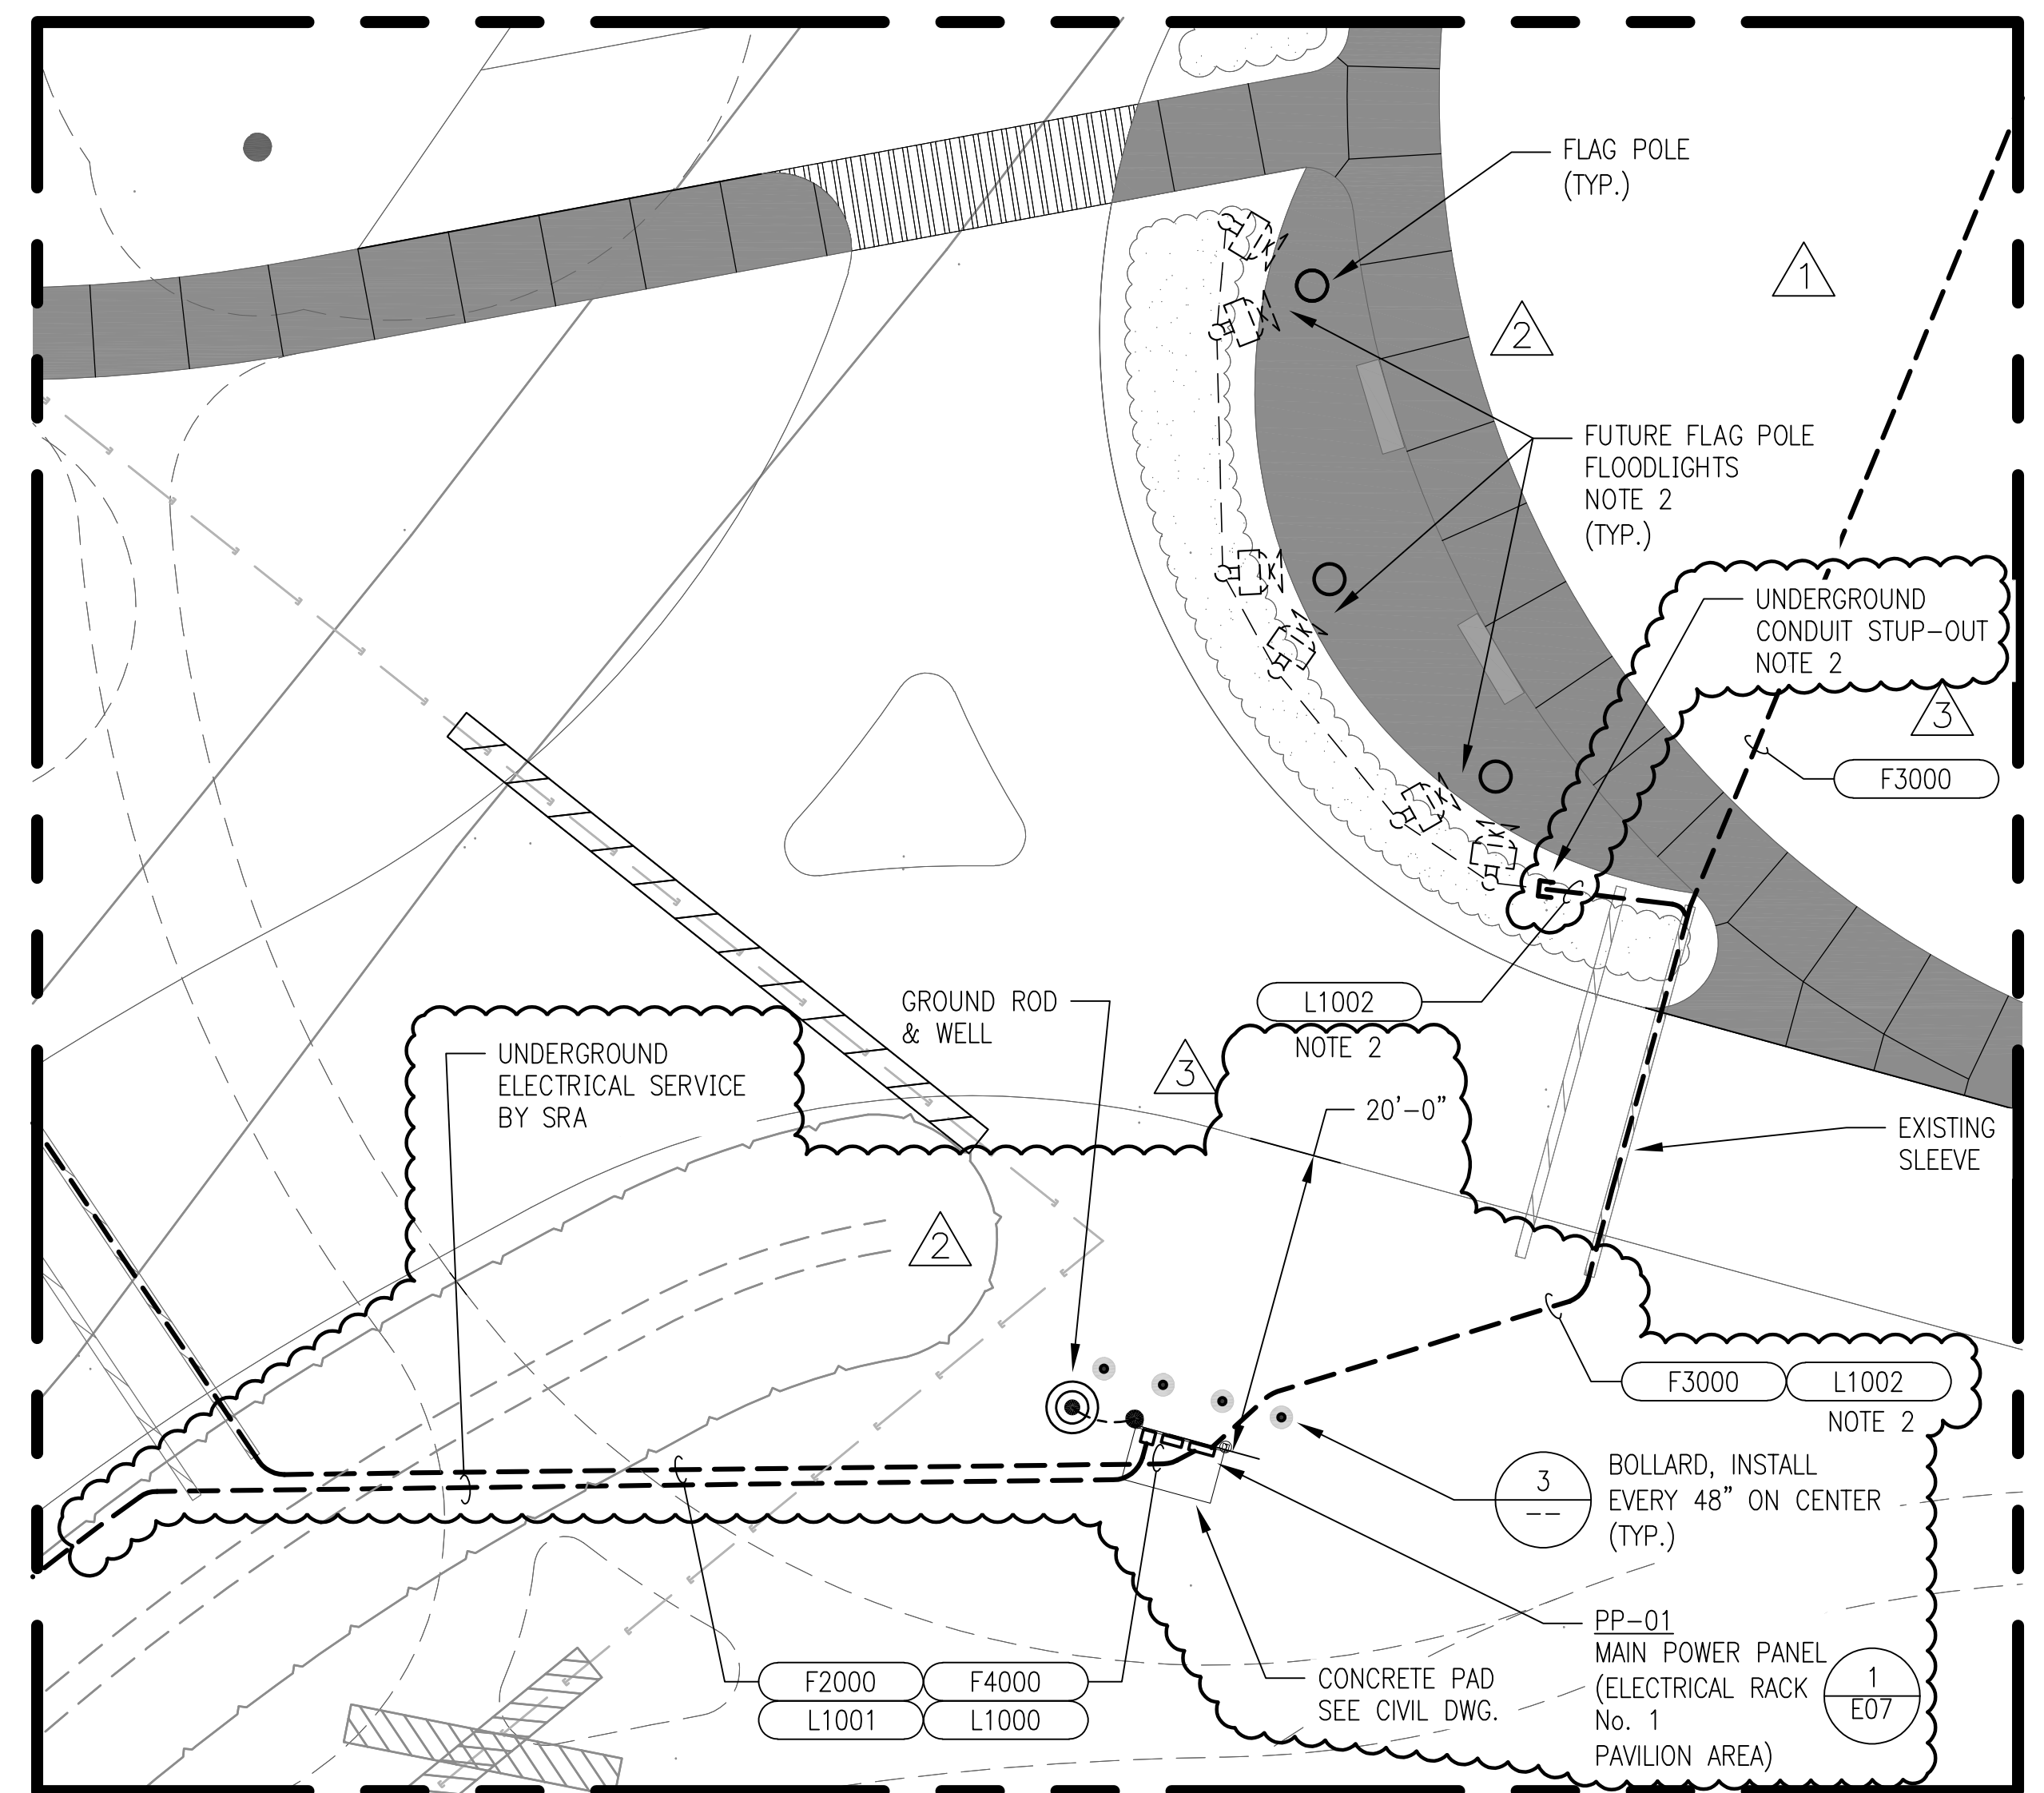 FLAG POLE
(TYP.)
1
2
FUTURE FLAG POLE
FLOODLIGHTS
NOTE 2
(TYP.)
UNDERGROUND
CONDUIT STUP-OUT
NOTE 2
3
F3000
L1002
NOTE 2
GROUND ROD
& WELL
3
UNDERGROUND
ELECTRICAL SERVICE
BY SRA
20'-0"
EXISTING
SLEEVE
2
F3000
L1002
NOTE 2
3
--
BOLLARD, INSTALL
EVERY 48" ON CENTER
(TYP.)
PP-01
MAIN POWER PANEL
(ELECTRICAL RACK
No. 1
PAVILION AREA)
1
E07
F2000
F4000
L1001
L1000
CONCRETE PAD
SEE CIVIL DWG.